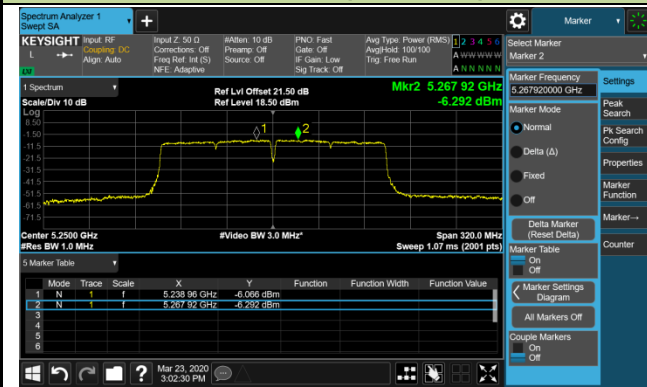 Spectrum Analyzer 1
Swept SA
+
Marker
KEYSIGHT
L
Input: RF
Coupling: DC
Align: Auto
Input Z: 50 Ω
Corrections: Off
Freq Ref: Int (S)
NFE: Adaptive
#Atten: 10 dB
Preamp: Off
Source: Off
PNO: Fast
Gate: Off
IF Gain: Low
Sig Track: Off
Avg Type: Power (RMS)
Avg|Hold: 100/100
Trig: Free Run
1 2 3 4 5 6
A W W W W W
A N N N N N
LNI
Select Marker
Marker 2
1 Spectrum
Scale/Div 10 dB
Log
Ref Lvl Offset 21.50 dB
Ref Level 18.50 dBm
Mkr2 5.267 92 GHz
-6.292 dBm
8.50
-1.50
-11.5
-21.5
-31.5
-41.5
-51.5
-61.5
-71.5
1
2
Center 5.2500 GHz
#Res BW 1.0 MHz
#Video BW 3.0 MHz*
Span 320.0 MHz
Sweep 1.07 ms (2001 pts)
5 Marker Table
Mode Trace Scale X Y Function Function Width Function Value
1 N 1 f 5.238 96 GHz -6.066 dBm
2 N 1 f 5.267 92 GHz -6.292 dBm
3
4
5
6
Marker Frequency
5.267920000 GHz
Marker Mode
Normal
Delta (Δ)
Fixed
Off
Delta Marker
(Reset Delta)
Marker Table
On
Off
Marker Settings
Diagram
All Markers Off
Couple Markers
On
Off
Settings
Peak
Search
Pk Search
Config
Properties
Marker
Function
Marker→
Counter
?
Mar 23, 2020
3:02:30 PM